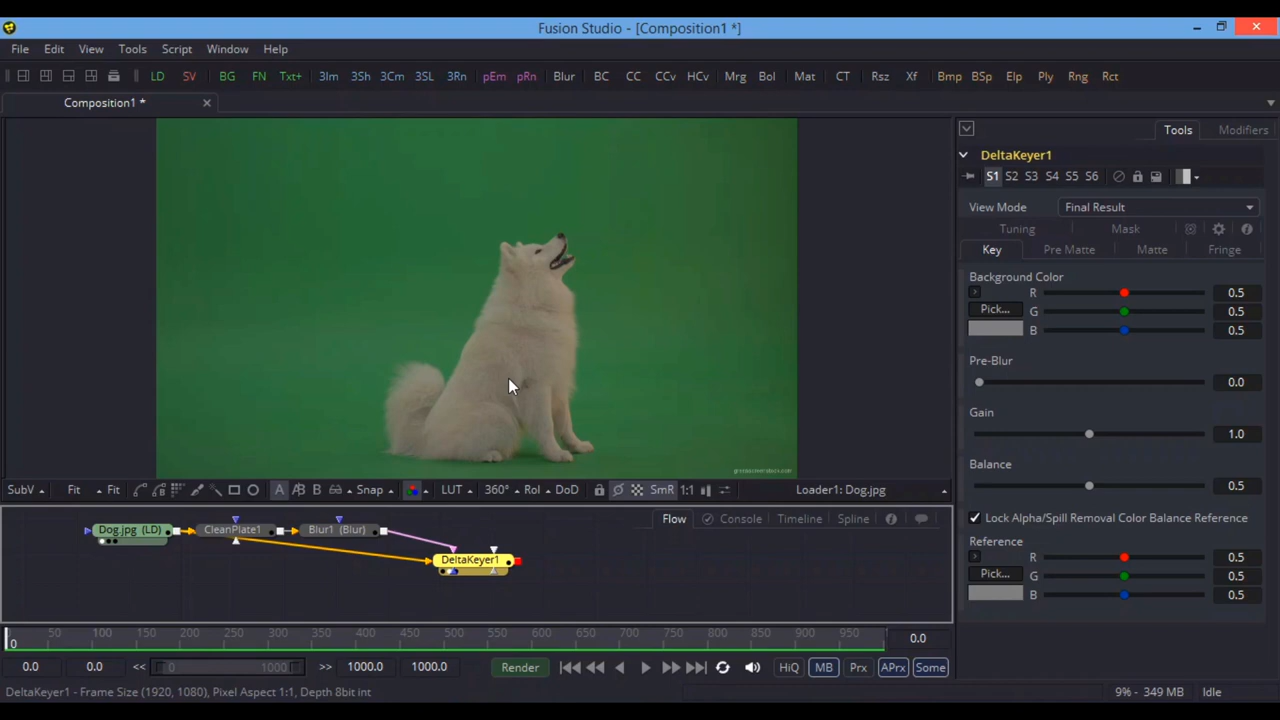 Fusion Studio - [Composition1 *]
File Edit View Tools Script Window Help
LD SV BG FN Txt+ 3Im 3Sh 3Cm 3SL 3Rn pEm pRn Blur BC CC CCv HCv Mrg Bol Mat CT Rsz Xf Bmp BSp Elp Ply Rng Rct
Composition1 *
Tools Modifiers
DeltaKeyer1
S1 S2 S3 S4 S5 S6
View Mode Final Result
Tuning Mask
Key Pre Matte Matte Fringe
Background Color
R 0.5
Pick... G 0.5
B 0.5
Pre-Blur
0.0
Gain
1.0
Balance
0.5
Lock Alpha/Spill Removal Color Balance Reference
Reference
R 0.5
Pick... G 0.5
B 0.5
SubV Fit Fit A B Snap LUT 360° Rol DoD SmR 1:1 Loader1: Dog.jpg
Flow Console Timeline Spline
Dog.jpg (LD) CleanPlate1 Blur1 (Blur)
DeltaKeyer1
0 50 100 150 200 250 300 350 400 450 500 550 600 650 700 750 800 850 900 950
0.0
0.0 0.0 << 0 1000 >> 1000.0 1000.0 Render HiQ MB Prx APrx Some
DeltaKeyer1 - Frame Size (1920, 1080), Pixel Aspect 1:1, Depth 8bit int 9% - 349 MB Idle